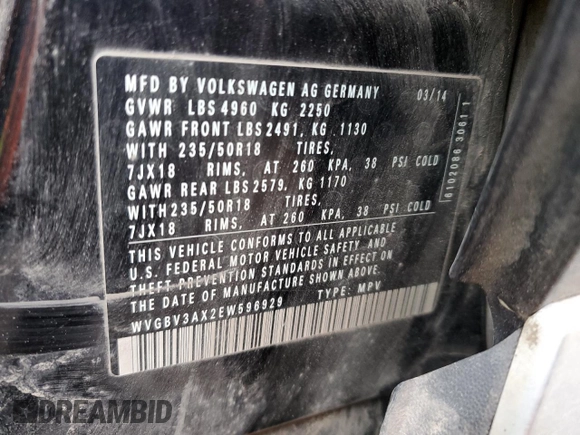 MFD BY VOLKSWAGEN AG GERMANY 03/14
GVWR LBS 4960 KG 2250
GAWR FRONT LBS 2491, KG 1130
WITH 235/50R18 TIRES,
7JX18 RIMS, AT 260 KPA, 38 PSI COLD
GAWR REAR LBS 2579, KG 1170
WITH 235/50R18 TIRES,
7JX18 RIMS, AT 260 KPA, 38 PSI COLD
THIS VEHICLE CONFORMS TO ALL APPLICABLE
U.S. FEDERAL MOTOR VEHICLE SAFETY AND
THEFT PREVENTION STANDARDS IN EFFECT ON
THE DATE OF MANUFACTURE SHOWN ABOVE.
WVGBV3AX2EW596929 TYPE: MPV
6102086 3061 1
DREAMBID